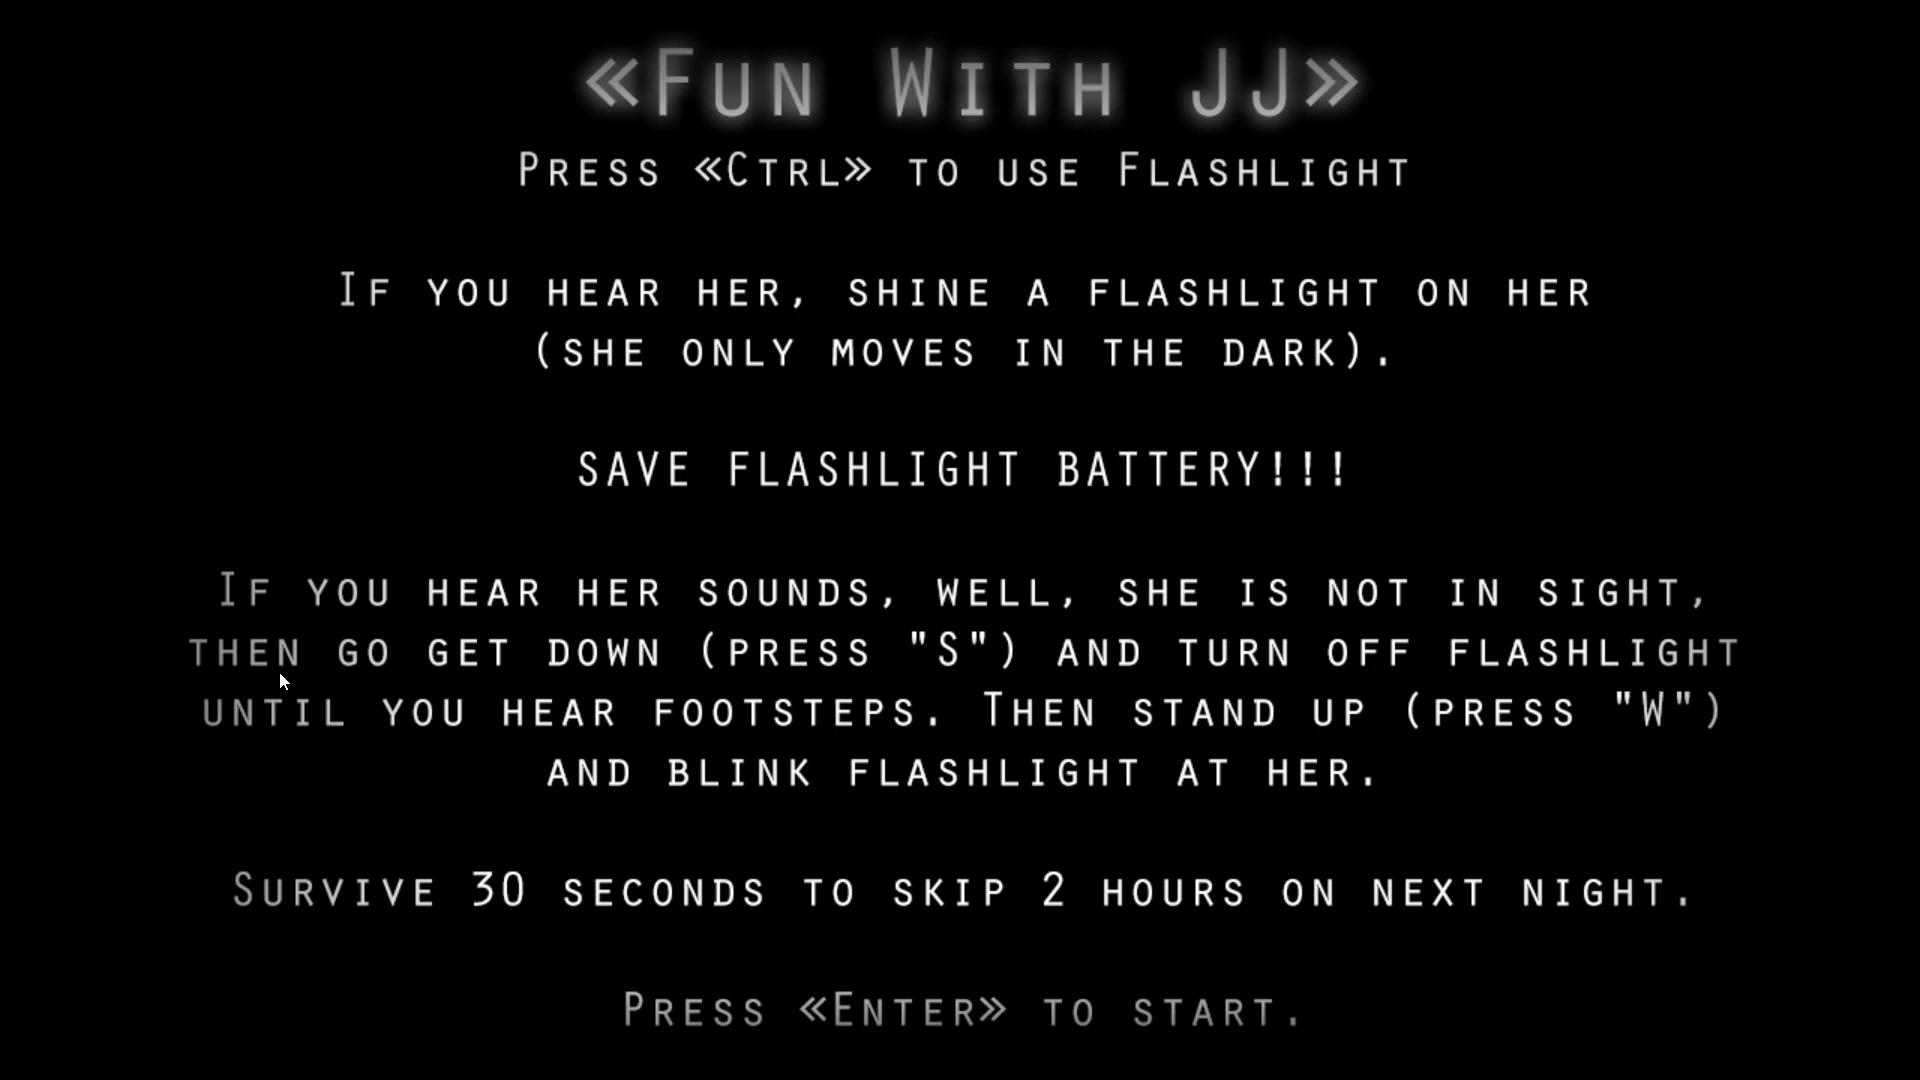 «Fun With JJ»
Press «Ctrl» to use Flashlight
If you hear her, shine a flashlight on her
(she only moves in the dark).
SAVE FLASHLIGHT BATTERY!!!
If you hear her sounds, well, she is not in sight,
then go get down (press "S") and turn off flashlight
until you hear footsteps. Then stand up (press "W")
and blink flashlight at her.
Survive 30 seconds to skip 2 hours on next night.
Press «Enter» to start.